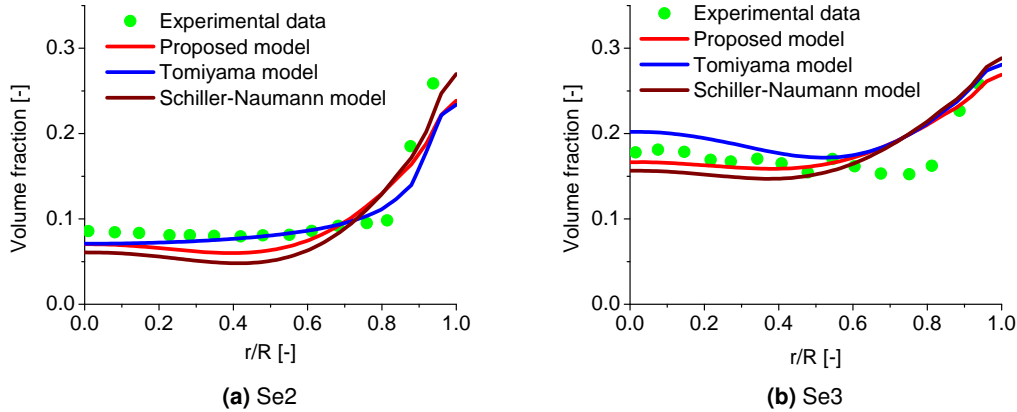 Experimental data
Proposed model
Tomiyama model
Schiller-Naumann model
Volume fraction [-]
0.3
0.2
0.1
0.0
0.0 0.2 0.4 0.6 0.8 1.0
r/R [-]
(a) Se2
Experimental data
Proposed model
Tomiyama model
Schiller-Naumann model
Volume fraction [-]
0.3
0.2
0.1
0.0
0.0 0.2 0.4 0.6 0.8 1.0
r/R [-]
(b) Se3